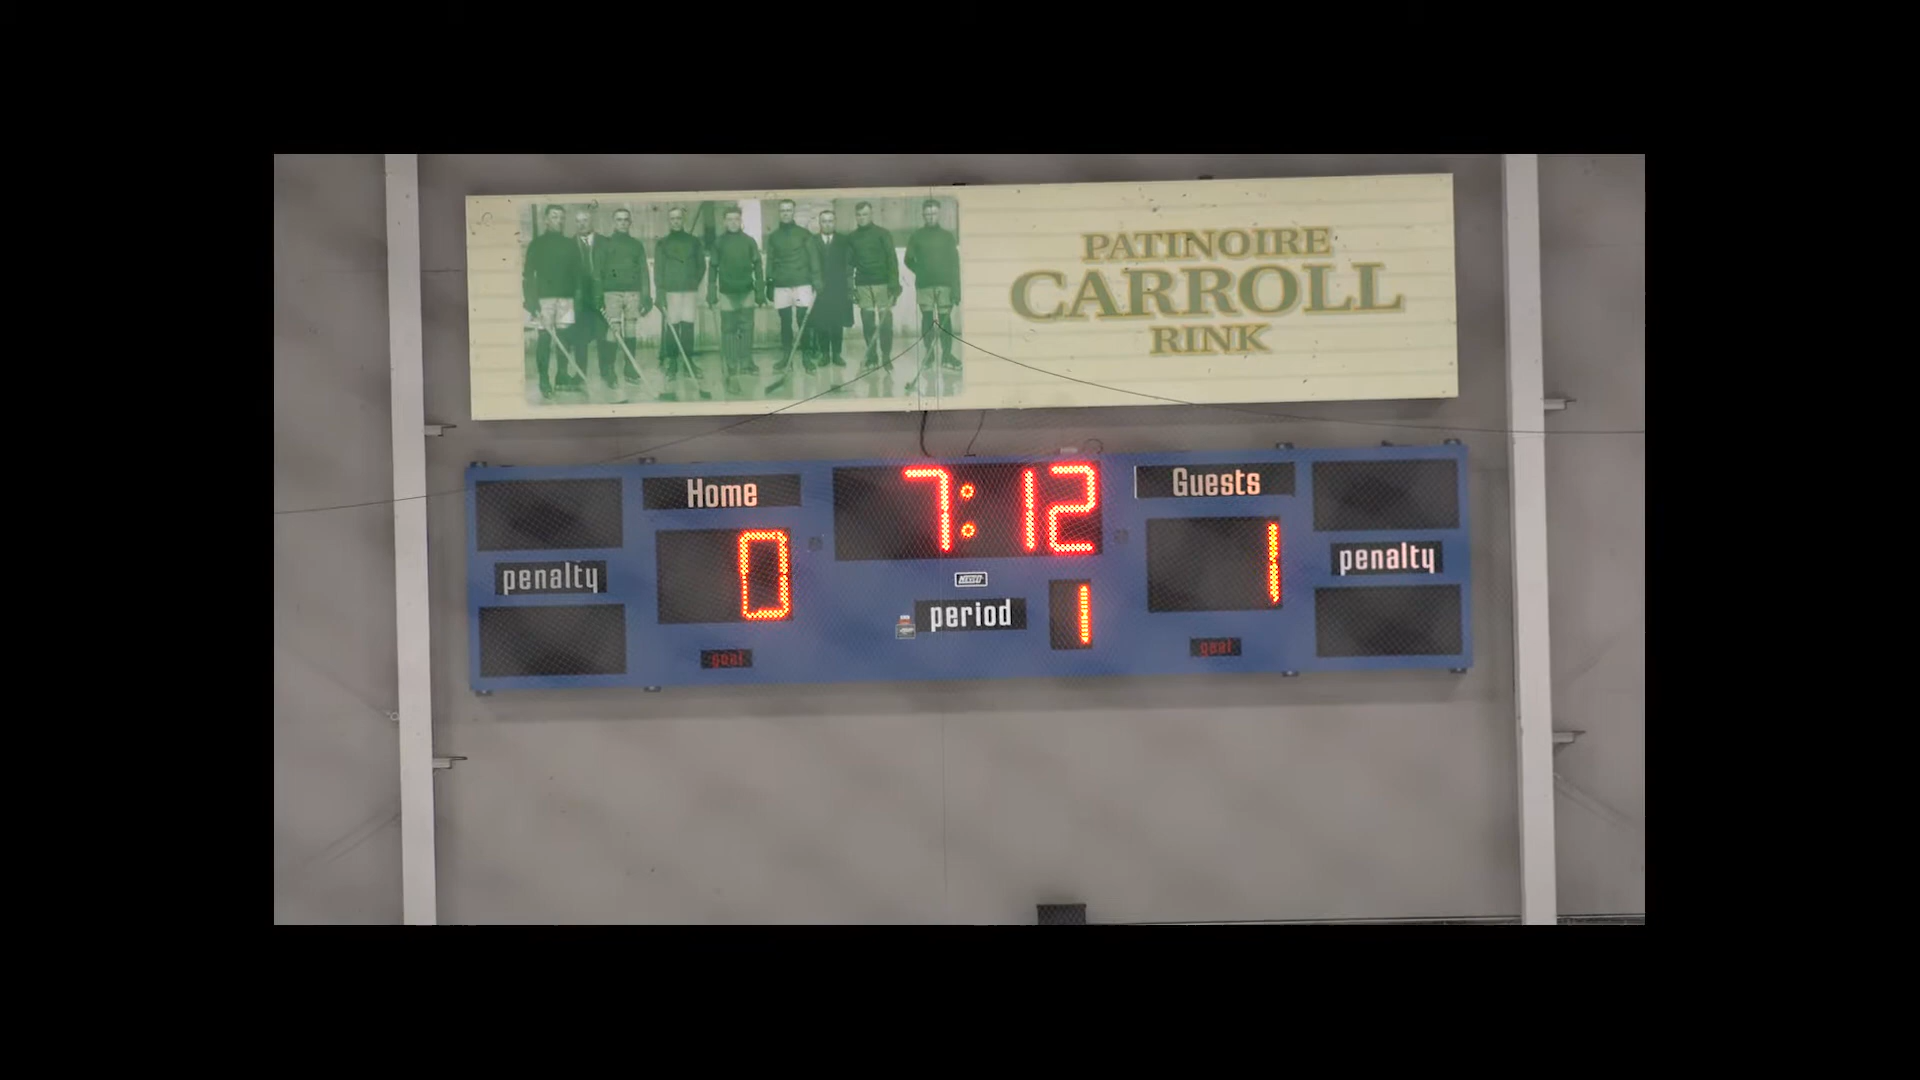 PATINOIRE
CARROLL
RINK
Home
7:12
Guests
0
1
penalty
penalty
period
1
goal
goal